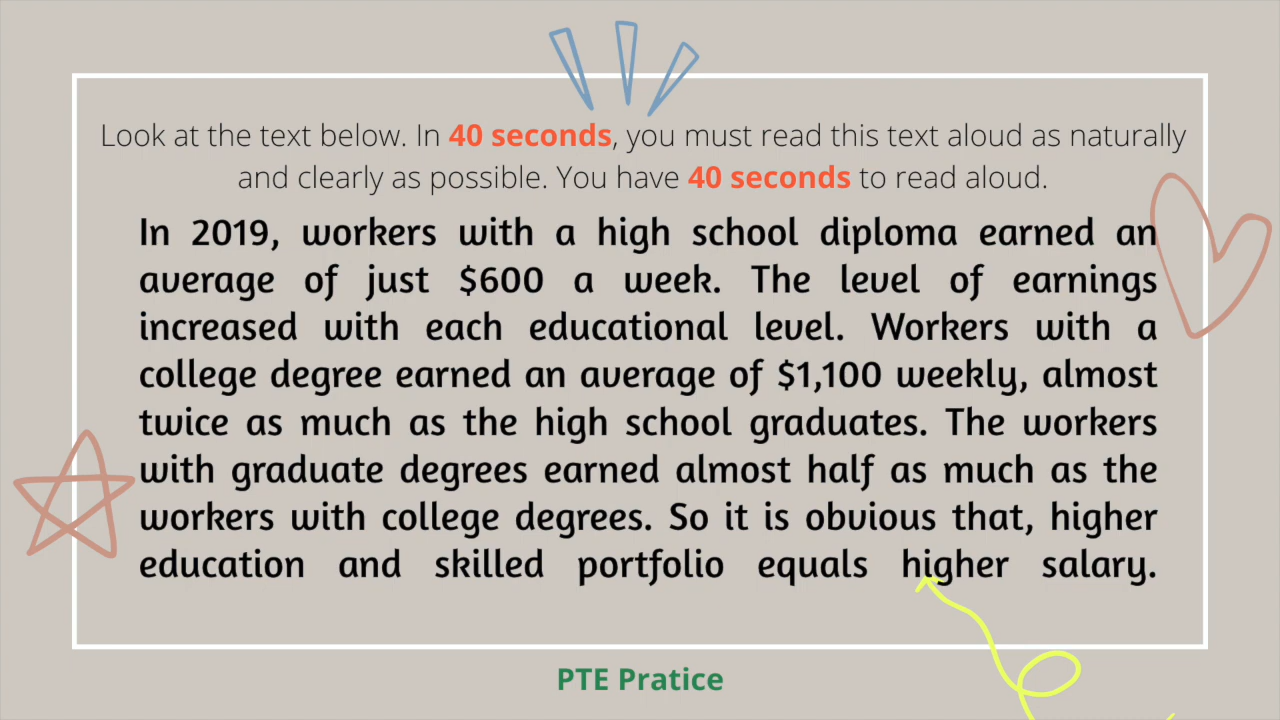 Look at the text below. In 40 seconds, you must read this text aloud as naturally
and clearly as possible. You have 40 seconds to read aloud.
In 2019, workers with a high school diploma earned an
average of just $600 a week. The level of earnings
increased with each educational level. Workers with a
college degree earned an average of $1,100 weekly, almost
twice as much as the high school graduates. The workers
with graduate degrees earned almost half as much as the
workers with college degrees. So it is obvious that, higher
education and skilled portfolio equals higher salary.
PTE Pratice